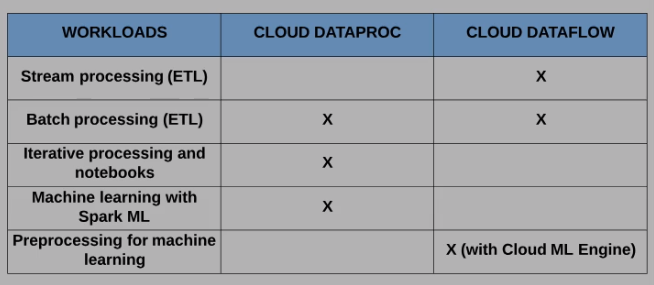 WORKLOADS CLOUD DATAPROC CLOUD DATAFLOW
Stream processing (ETL) X
Batch processing (ETL) X X
Iterative processing and
notebooks X
Machine learning with
Spark ML X
Preprocessing for machine
learning X (with Cloud ML Engine)